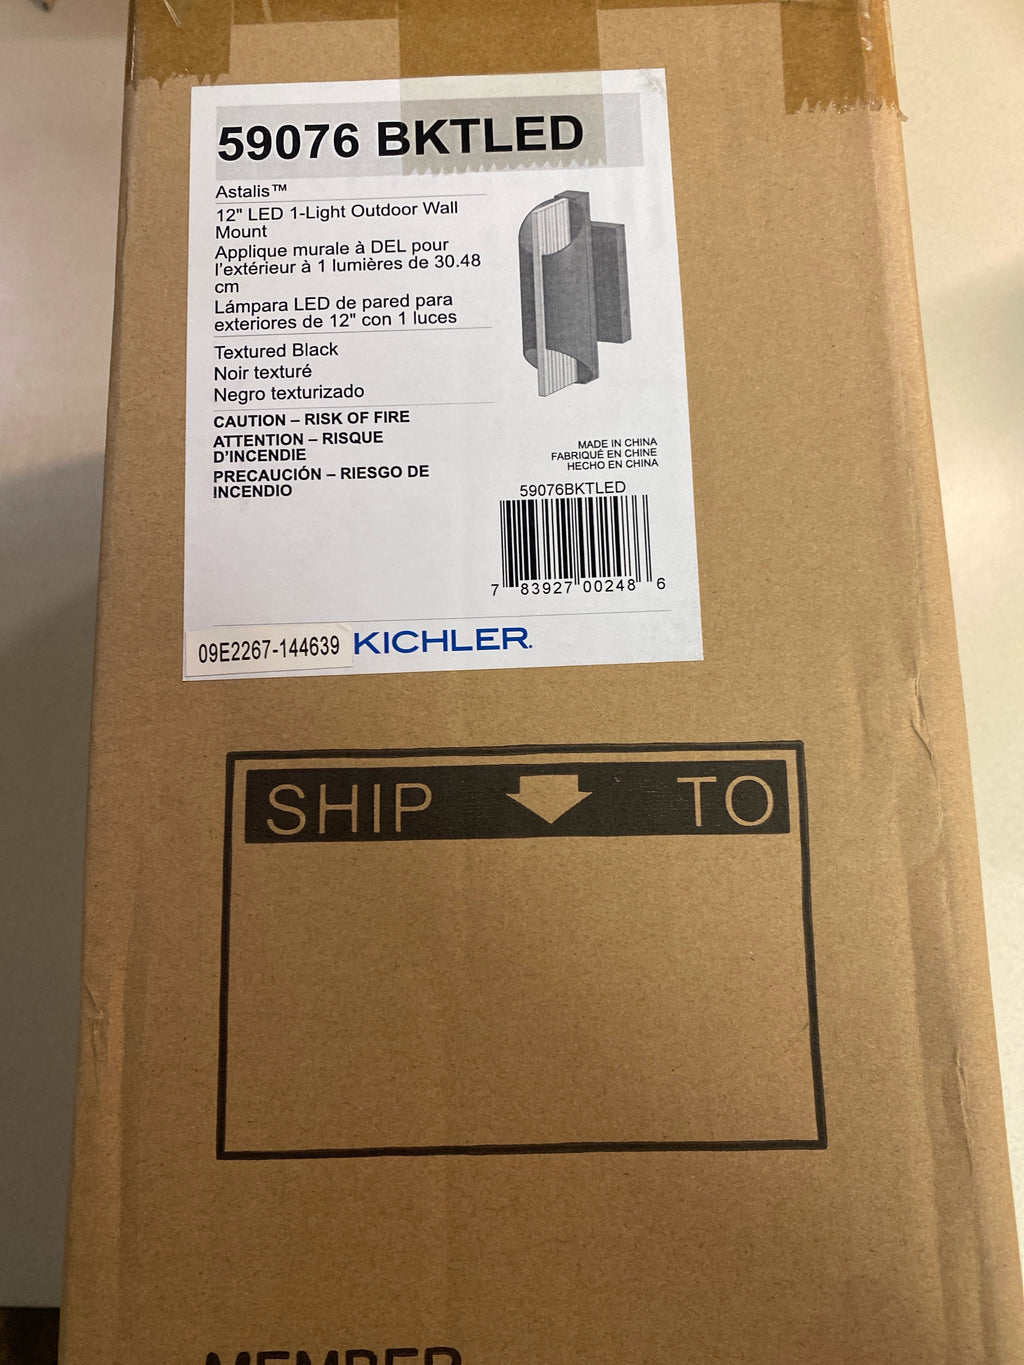 59076 BKTLED
Astalis™
12" LED 1-Light Outdoor Wall
Mount
Applique murale à DEL pour
l'extérieur à 1 lumières de 30.48
cm
Lámpara LED de pared para
exteriores de 12" con 1 luces
Textured Black
Noir texturé
Negro texturizado
CAUTION – RISK OF FIRE
ATTENTION – RISQUE
D'INCENDIE
PRECAUCIÓN – RIESGO DE
INCENDIO
MADE IN CHINA
FABRIQUÉ EN CHINE
HECHO EN CHINA
59076BKTLED
7 83927 00248 6
09E2267-144639 KICHLER®
SHIP TO
MEMBER